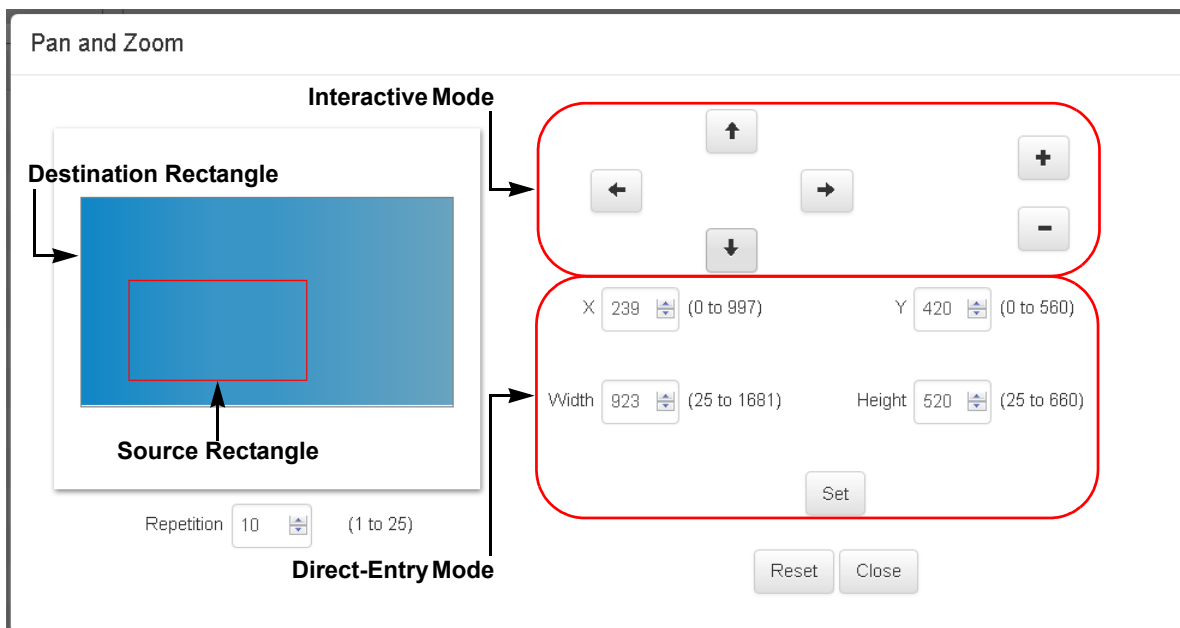 Pan and Zoom
Interactive Mode
Destination Rectangle
X 239 (0 to 997) Y 420 (0 to 560)
Width 923 (25 to 1681) Height 520 (25 to 660)
Source Rectangle
Set
Repetition 10 (1 to 25)
Direct-Entry Mode
Reset Close